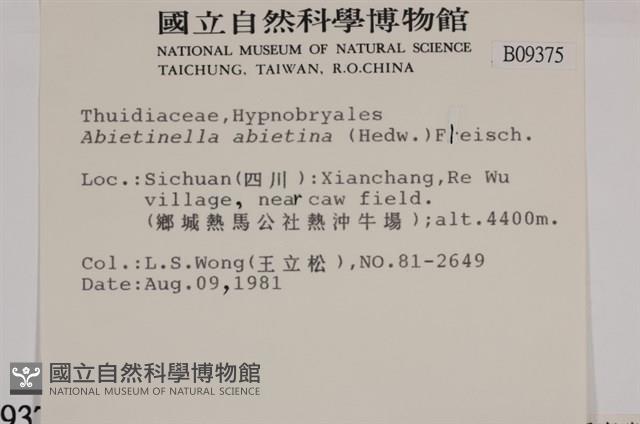 國立自然科學博物館
NATIONAL MUSEUM OF NATURAL SCIENCE
TAICHUNG, TAIWAN, R.O.CHINA
B09375
Thuidiaceae,Hypnobryales
Abietinella abietina (Hedw.)Fleisch.
Loc.:Sichuan(四川):Xianchang,Re Wu
village, near caw field.
(鄉城熱馬公社熱沖牛場);alt.4400m.
Col.:L.S.Wong(王立松),NO.81-2649
Date:Aug.09,1981
國立自然科學博物館
NATIONAL MUSEUM OF NATURAL SCIENCE